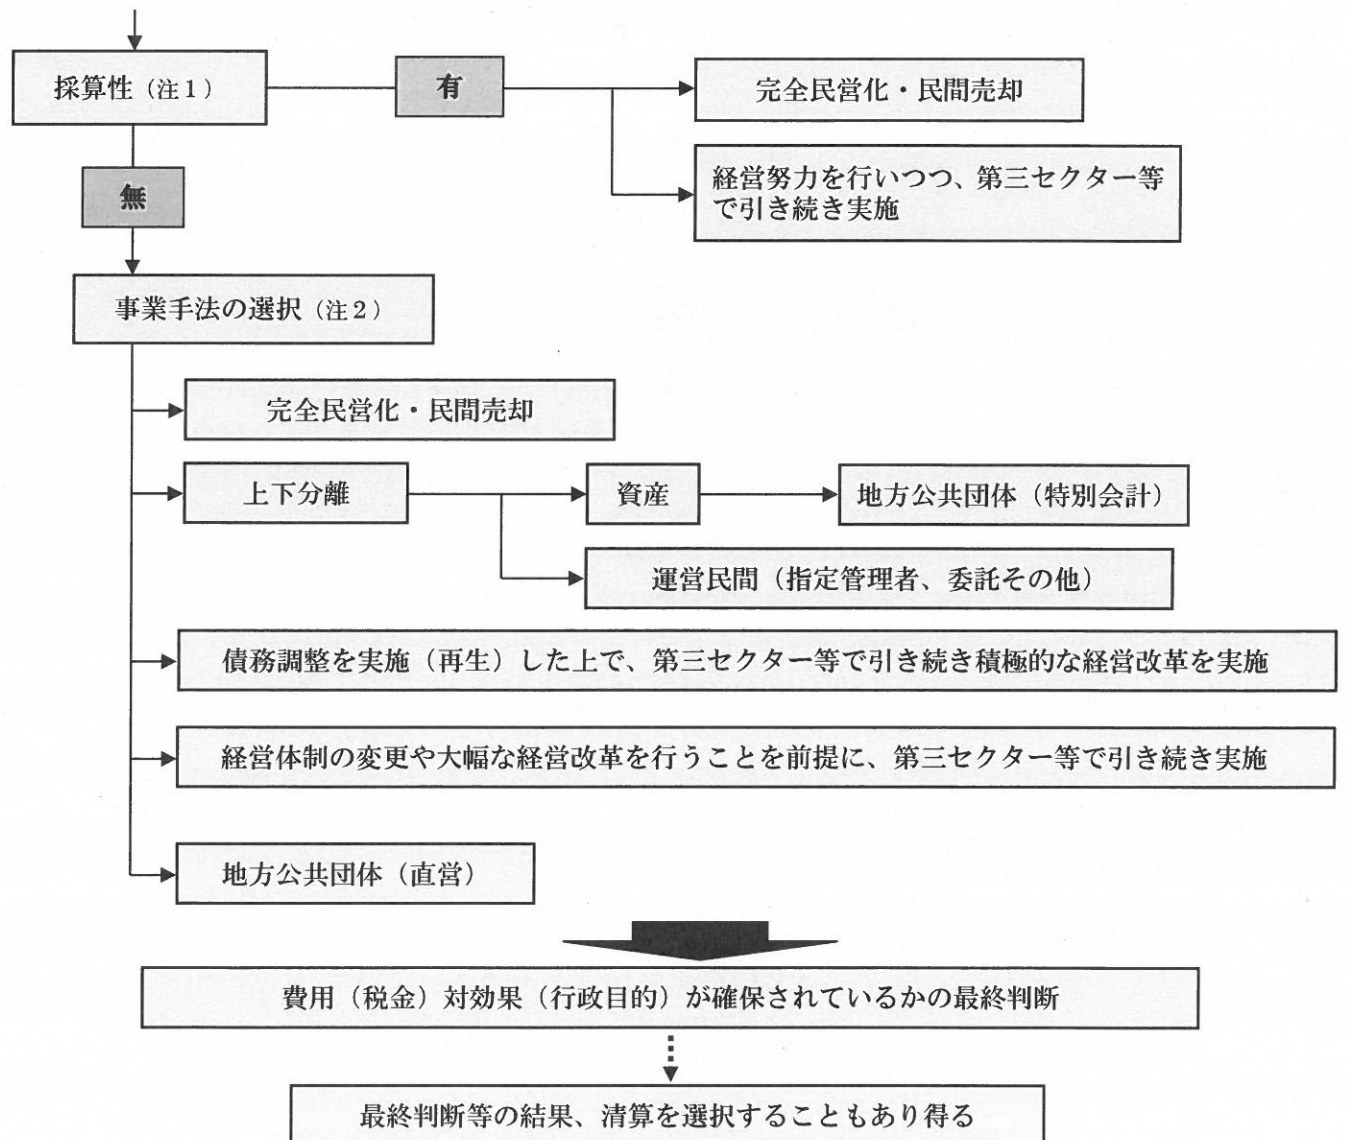 採算性（注１）
有
完全民営化・民間売却
経営努力を行いつつ、第三セクター等
で引き続き実施
無
事業手法の選択（注２）
完全民営化・民間売却
上下分離
資産
地方公共団体（特別会計）
運営民間（指定管理者、委託その他）
債務調整を実施（再生）した上で、第三セクター等で引き続き積極的な経営改革を実施
経営体制の変更や大幅な経営改革を行うことを前提に、第三セクター等で引き続き実施
地方公共団体（直営）
費用（税金）対効果（行政目的）が確保されているかの最終判断
最終判断等の結果、清算を選択することもあり得る